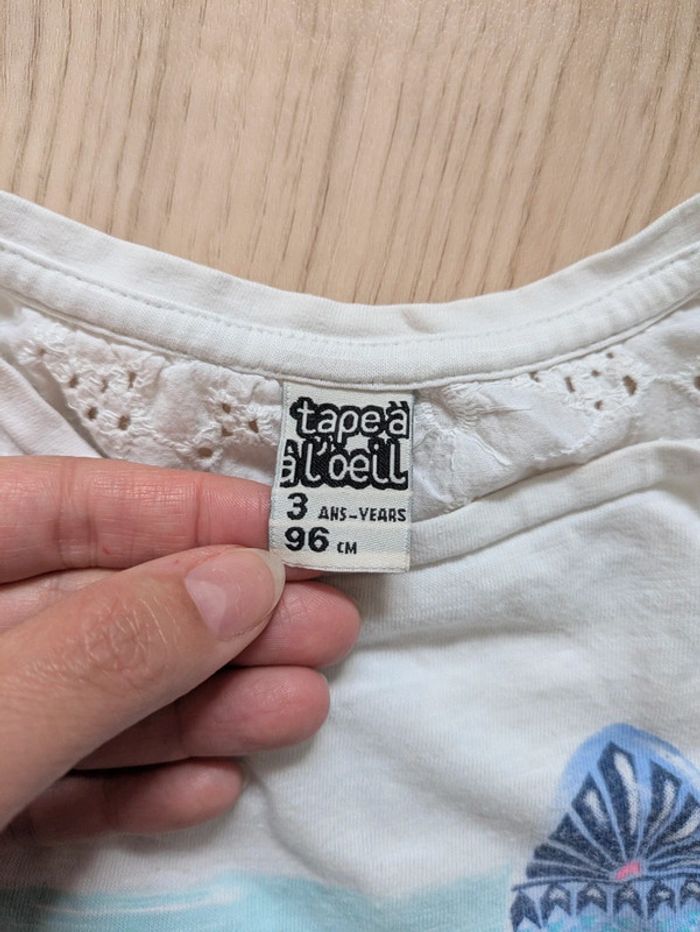 tape à
à l'oeil
3 ANS-YEARS
96 CM